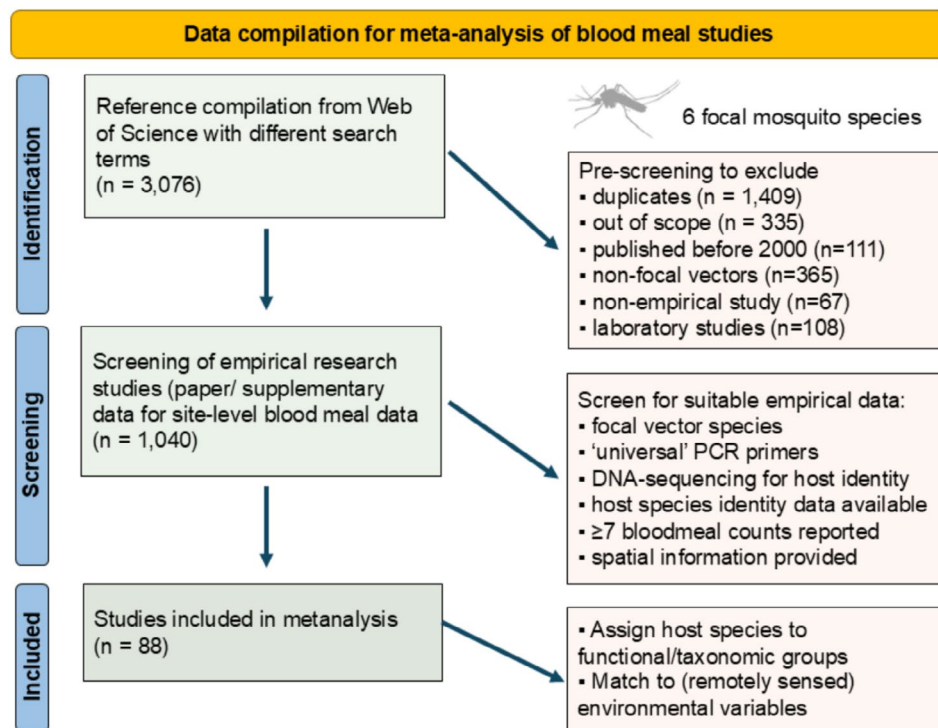 Data compilation for meta-analysis of blood meal studies
Identification
Reference compilation from Web
of Science with different search
terms
(n = 3,076)
6 focal mosquito species
Pre-screening to exclude
▪ duplicates (n = 1,409)
▪ out of scope (n = 335)
▪ published before 2000 (n=111)
▪ non-focal vectors (n=365)
▪ non-empirical study (n=67)
▪ laboratory studies (n=108)
Screening
Screening of empirical research
studies (paper/ supplementary
data for site-level blood meal data
(n = 1,040)
Screen for suitable empirical data:
▪ focal vector species
▪ ‘universal’ PCR primers
▪ DNA-sequencing for host identity
▪ host species identity data available
▪ ≥7 bloodmeal counts reported
▪ spatial information provided
Included
Studies included in metanalysis
(n = 88)
▪ Assign host species to
functional/taxonomic groups
▪ Match to (remotely sensed)
environmental variables